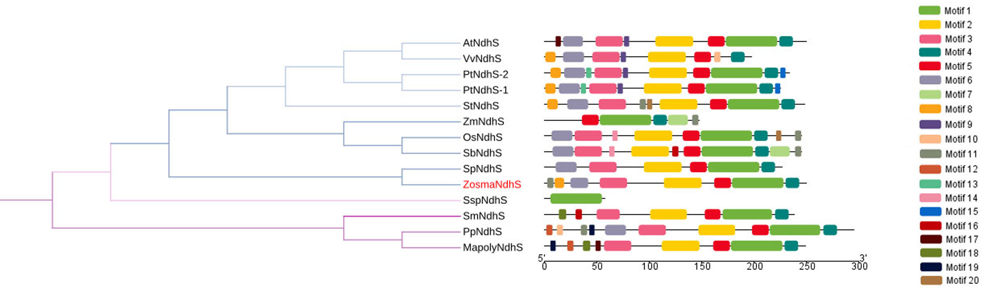 AtNdhS
VvNdhS
PtNdhS-2
PtNdhS-1
StNdhS
ZmNdhS
OsNdhS
SbNdhS
SpNdhS
ZosmaNdhS
SspNdhS
SmNdhS
PpNdhS
MapolyNdhS
5' 3'
0 50 100 150 200 250 300
Motif 1
Motif 2
Motif 3
Motif 4
Motif 5
Motif 6
Motif 7
Motif 8
Motif 9
Motif 10
Motif 11
Motif 12
Motif 13
Motif 14
Motif 15
Motif 16
Motif 17
Motif 18
Motif 19
Motif 20